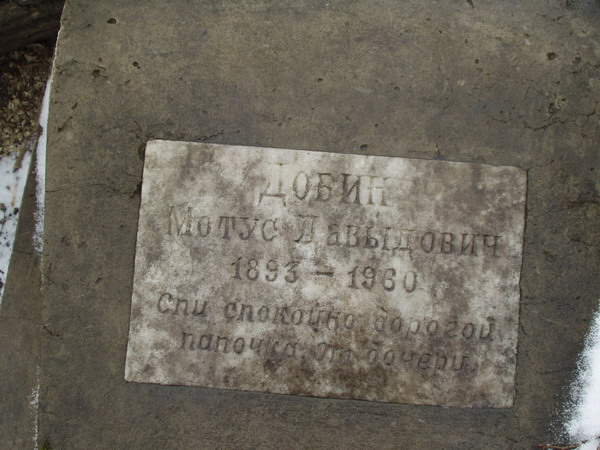 ДОБИН
Мотус Давыдович
1893 – 1960
Спи спокойно дорогой
папочка. от дочери.